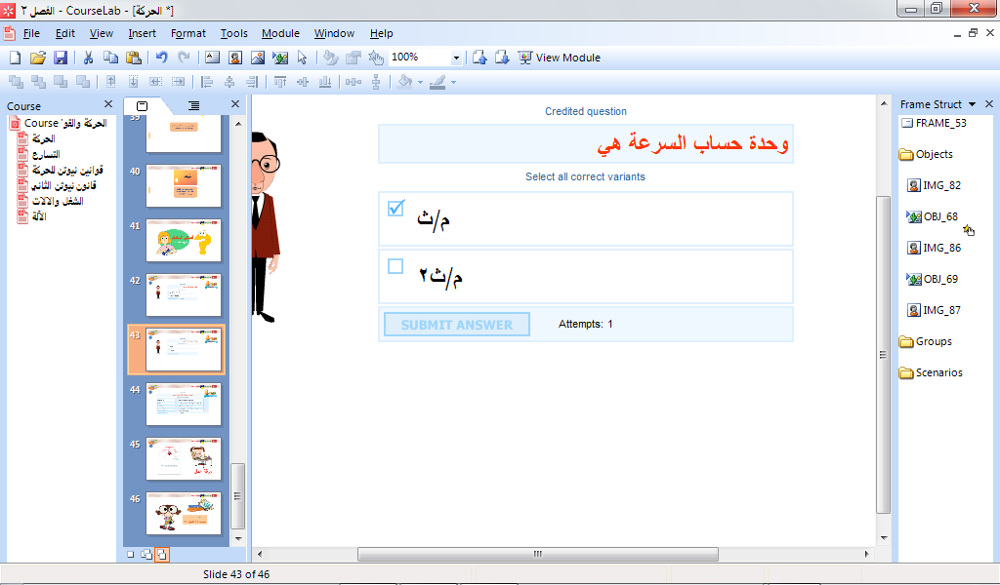 الفصل ٢ - CourseLab - [الحركة *]
File Edit View Insert Format Tools Module Window Help
100% View Module
Course
Course 'الحركة والقو
الحركة
التسارع
قوانين نيوتن للحركة
قانون نيوتن الثاني
الشغل والالات
الألة
39
40
41
42
43
44
45
46
Credited question
وحدة حساب السرعة هي
Select all correct variants
م/ث
م/ث٢
SUBMIT ANSWER Attempts: 1
Frame Struct
FRAME_53
Objects
IMG_82
OBJ_68
IMG_86
OBJ_69
IMG_87
Groups
Scenarios
Slide 43 of 46